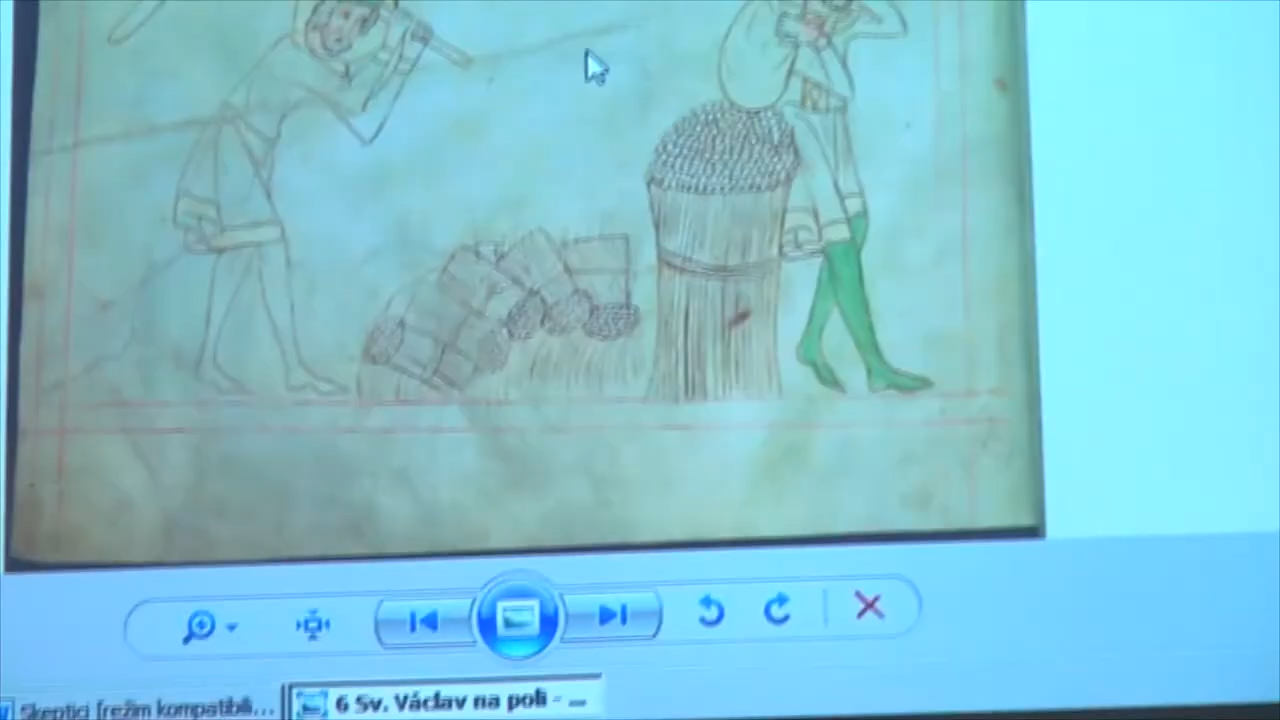 Skeptici [režim kompatibili...
6 Sv. Václav na poli - ...